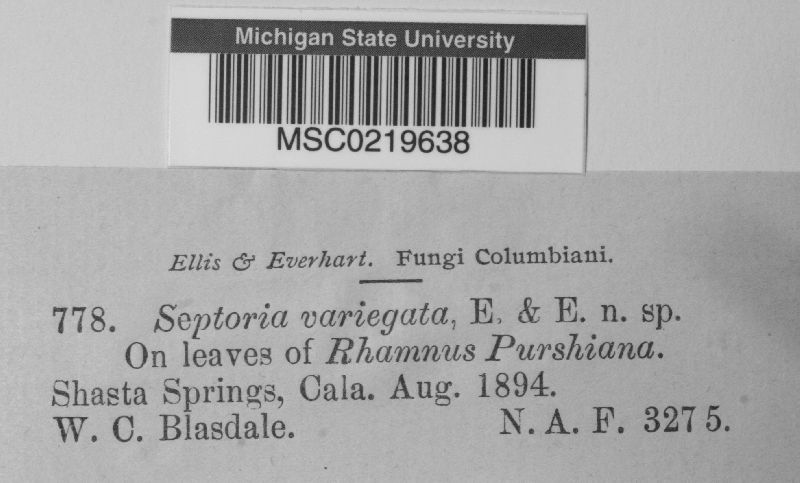 Michigan State University
MSC0219638
Ellis & Everhart. Fungi Columbiani.
778. Septoria variegata, E. & E. n. sp.
On leaves of Rhamnus Purshiana.
Shasta Springs, Cala. Aug. 1894.
W. C. Blasdale. N. A. F. 3275.